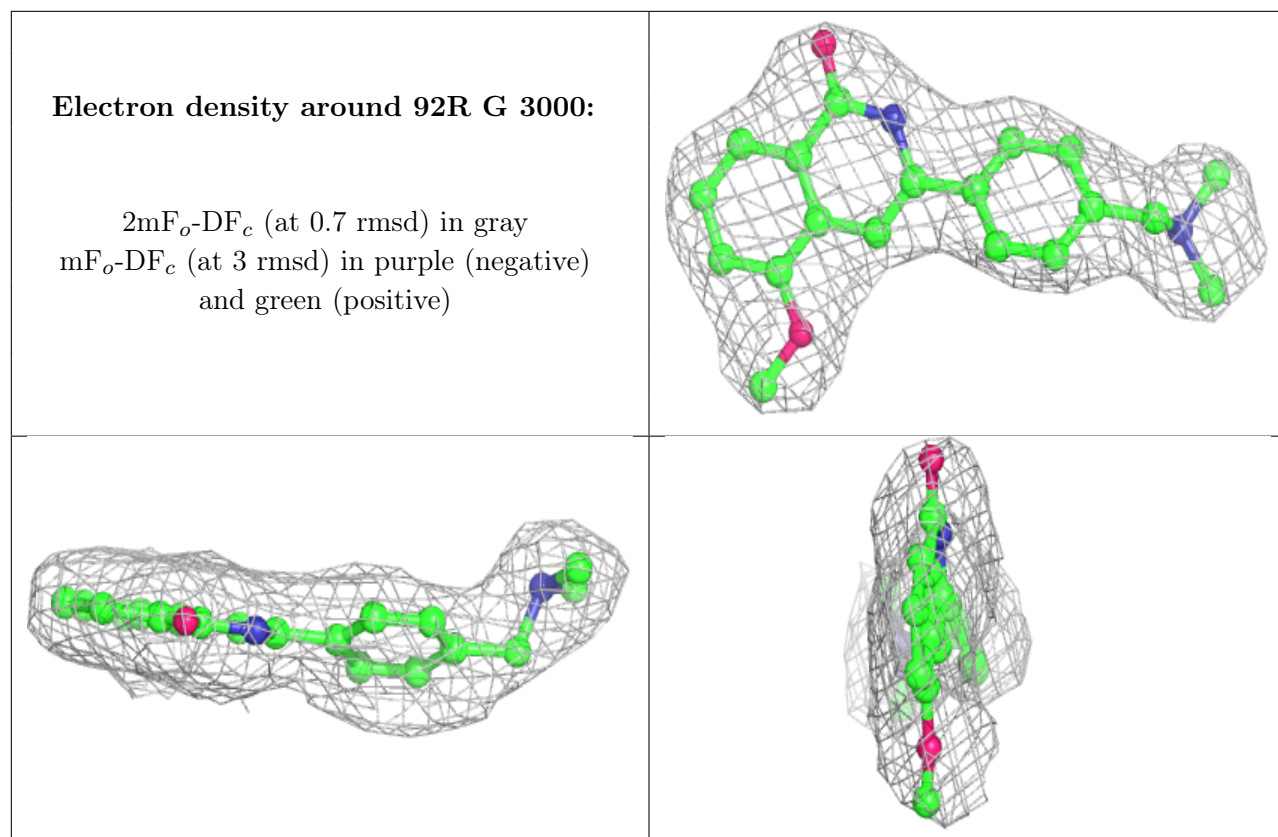 Electron density around 92R G 3000:
2mFo-DFc (at 0.7 rmsd) in gray
mFo-DFc (at 3 rmsd) in purple (negative)
and green (positive)